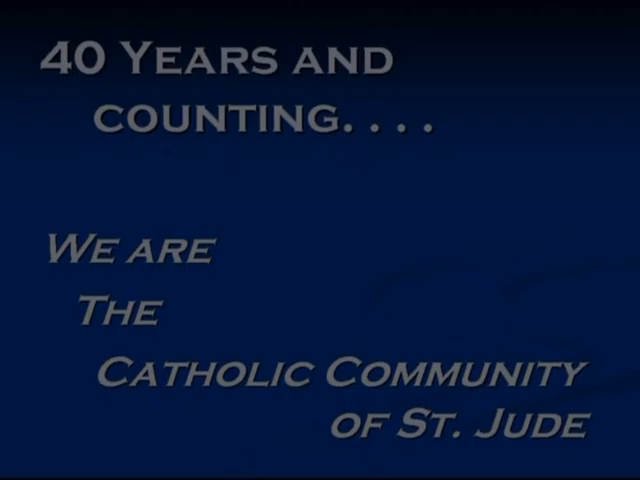 40 YEARS AND
COUNTING. . . .
WE ARE
THE
CATHOLIC COMMUNITY
OF ST. JUDE